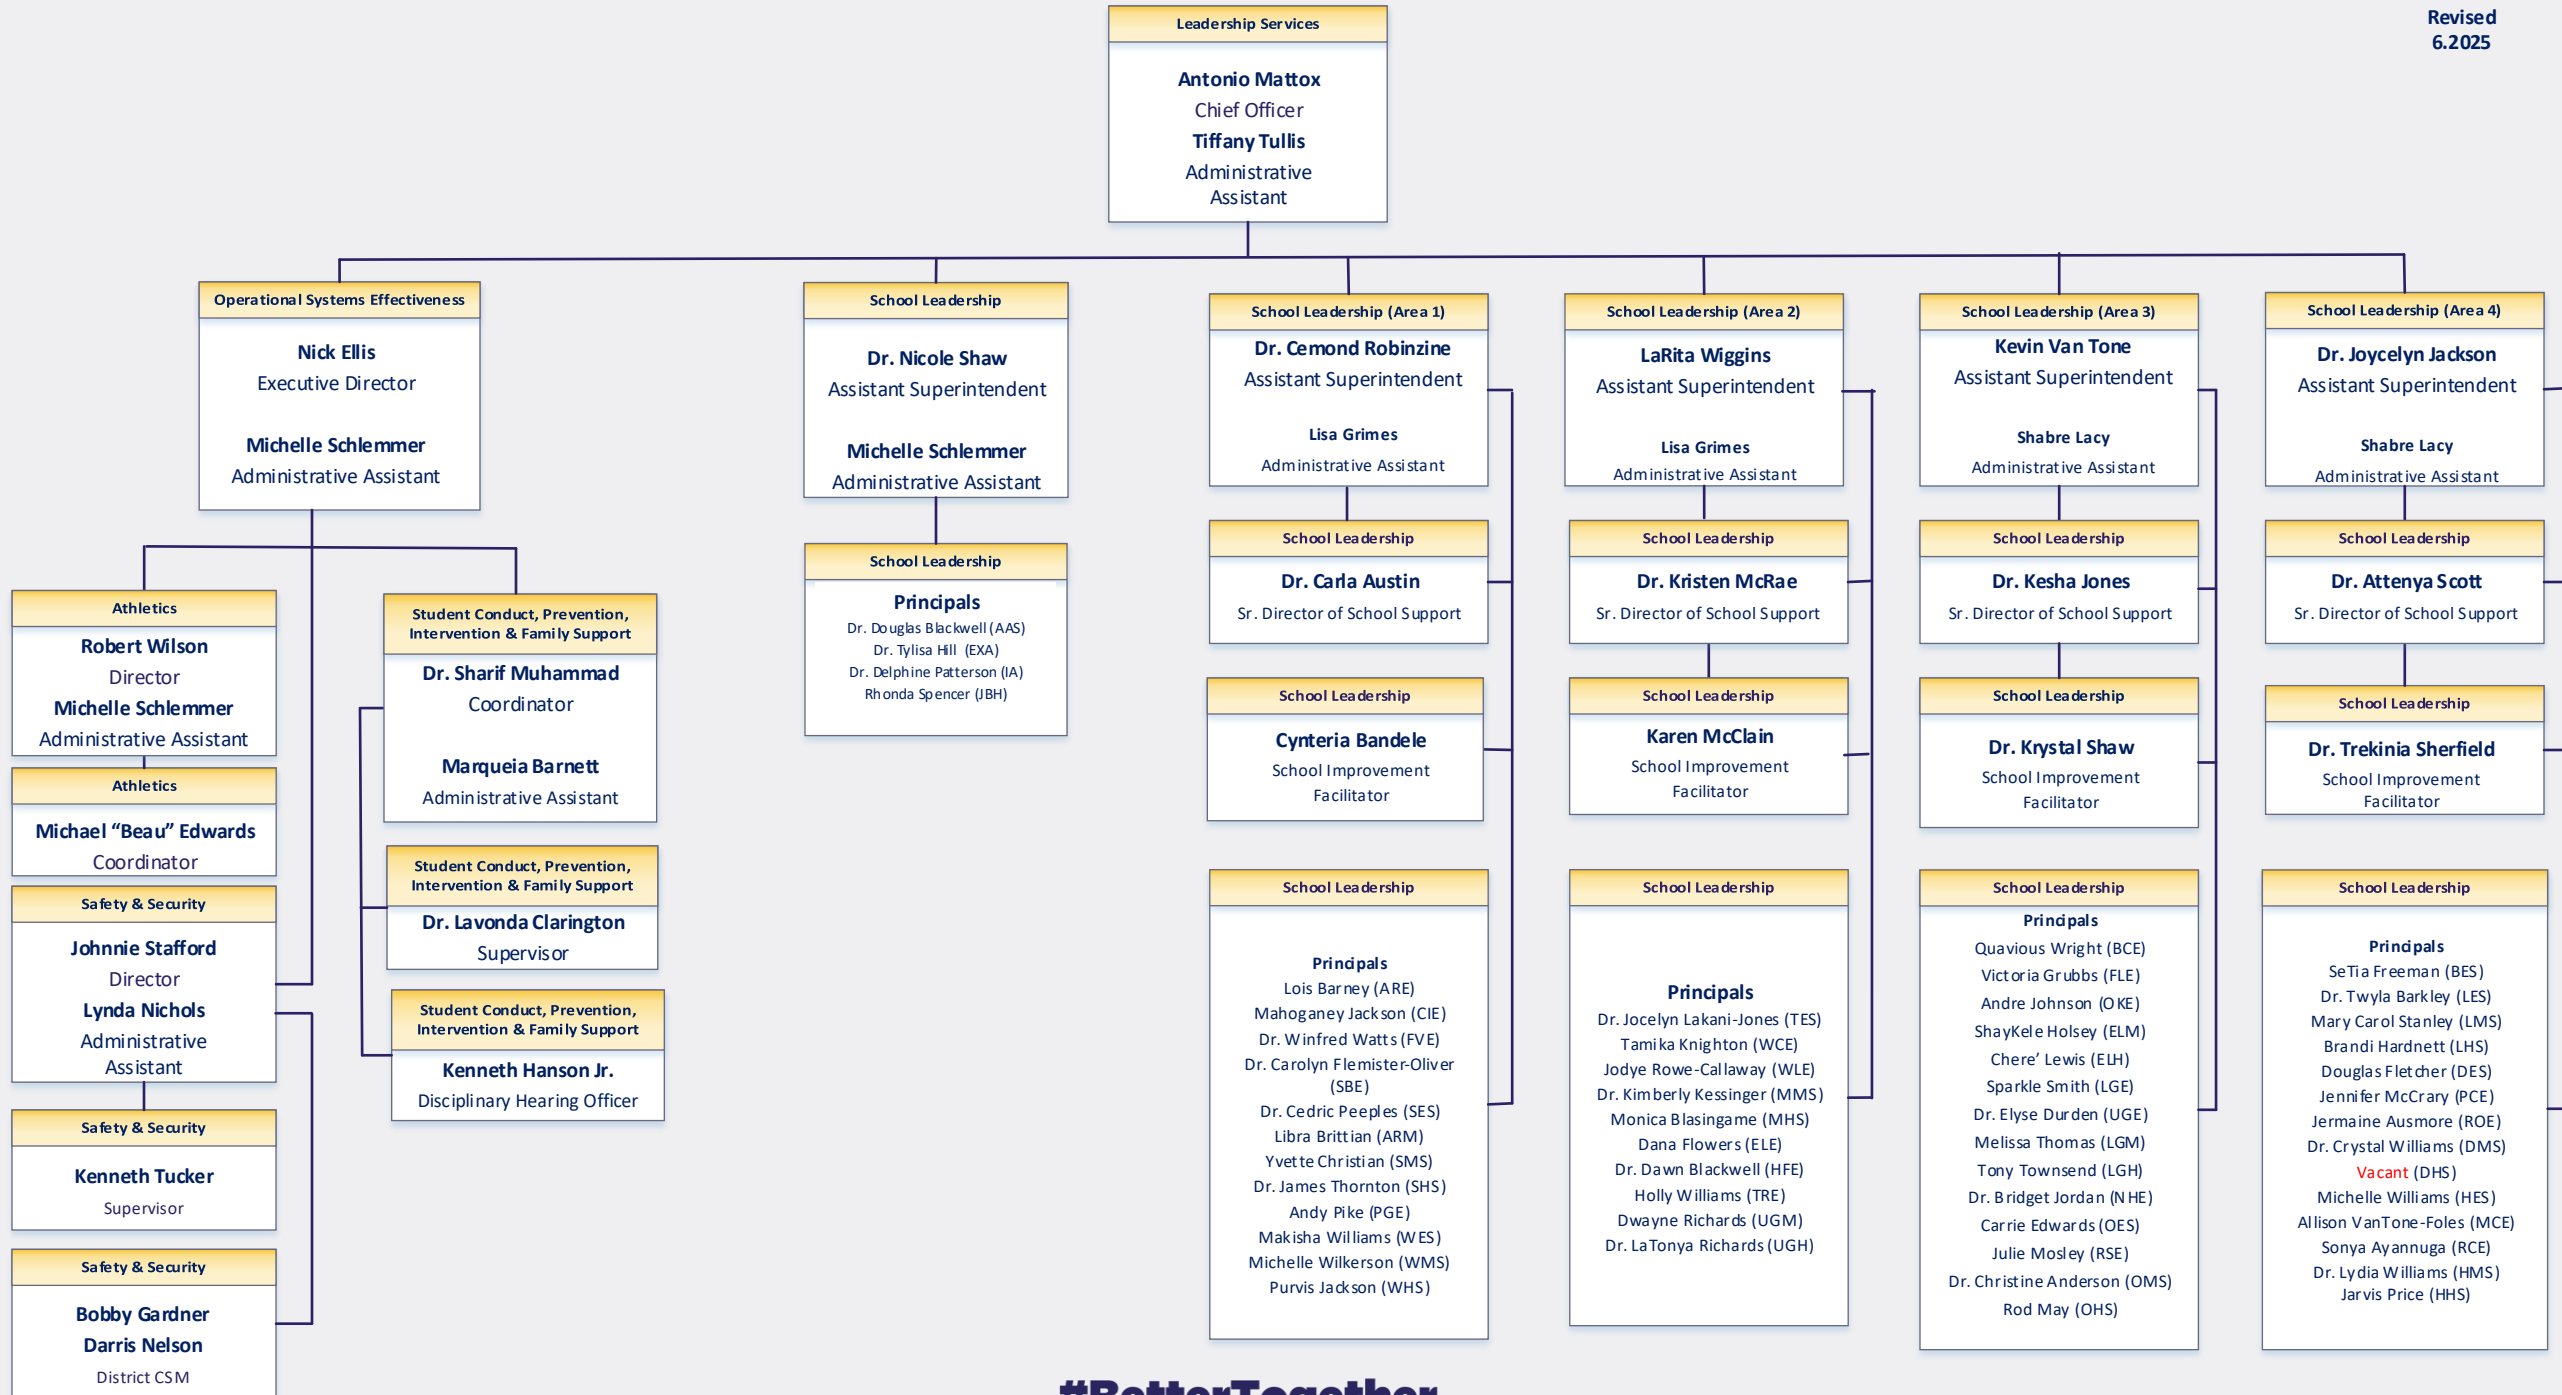 Leadership Services
Antonio Mattox
Chief Officer
Tiffany Tullis
Administrative
Assistant
Revised
6.2025
Operational Systems Effectiveness
Nick Ellis
Executive Director
Michelle Schlemmer
Administrative Assistant
Athletics
Robert Wilson
Director
Michelle Schlemmer
Administrative Assistant
Athletics
Michael “Beau” Edwards
Coordinator
Safety & Security
Johnnie Stafford
Director
Lynda Nichols
Administrative
Assistant
Safety & Security
Kenneth Tucker
Supervisor
Safety & Security
Bobby Gardner
Darris Nelson
District CSM
Student Conduct, Prevention,
Intervention & Family Support
Dr. Sharif Muhammad
Coordinator
Marqueia Barnett
Administrative Assistant
Student Conduct, Prevention,
Intervention & Family Support
Dr. Lavonda Clarington
Supervisor
Student Conduct, Prevention,
Intervention & Family Support
Kenneth Hanson Jr.
Disciplinary Hearing Officer
School Leadership
Dr. Nicole Shaw
Assistant Superintendent
Michelle Schlemmer
Administrative Assistant
School Leadership
Principals
Dr. Douglas Blackwell (AAS)
Dr. Tylisa Hill (EXA)
Dr. Delphine Patterson (IA)
Rhonda Spencer (JBH)
School Leadership (Area 1)
Dr. Cemond Robinzine
Assistant Superintendent
Lisa Grimes
Administrative Assistant
School Leadership
Dr. Carla Austin
Sr. Director of School Support
School Leadership
Cynteria Bandele
School Improvement
Facilitator
School Leadership
Principals
Lois Barney (ARE)
Mahoganey Jackson (CIE)
Dr. Winfred Watts (FVE)
Dr. Carolyn Flemister-Oliver
(SBE)
Dr. Cedric Peeples (SES)
Libra Brittian (ARM)
Yvette Christian (SMS)
Dr. James Thornton (SHS)
Andy Pike (PGE)
Makisha Williams (WES)
Michelle Wilkerson (WMS)
Purvis Jackson (WHS)
School Leadership (Area 2)
LaRita Wiggins
Assistant Superintendent
Lisa Grimes
Administrative Assistant
School Leadership
Dr. Kristen McRae
Sr. Director of School Support
School Leadership
Karen McClain
School Improvement
Facilitator
School Leadership
Principals
Dr. Jocelyn Lakani-Jones (TES)
Tamika Knighton (WCE)
Jodye Rowe-Callaway (WLE)
Dr. Kimberly Kessinger (MMS)
Monica Blasingame (MHS)
Dana Flowers (ELE)
Dr. Dawn Blackwell (HFE)
Holly Williams (TRE)
Dwayne Richards (UGM)
Dr. LaTonya Richards (UGH)
School Leadership (Area 3)
Kevin Van Tone
Assistant Superintendent
Shabre Lacy
Administrative Assistant
School Leadership
Dr. Kesha Jones
Sr. Director of School Support
School Leadership
Dr. Krystal Shaw
School Improvement
Facilitator
School Leadership
Principals
Quavious Wright (BCE)
Victoria Grubbs (FLE)
Andre Johnson (OKE)
ShayKele Holsey (ELM)
Chere’ Lewis (ELH)
Sparkle Smith (LGE)
Dr. Elyse Durden (UGE)
Melissa Thomas (LGM)
Tony Townsend (LGH)
Dr. Bridget Jordan (NHE)
Carrie Edwards (OES)
Julie Mosley (RSE)
Dr. Christine Anderson (OMS)
Rod May (OHS)
School Leadership (Area 4)
Dr. Joycelyn Jackson
Assistant Superintendent
Shabre Lacy
Administrative Assistant
School Leadership
Dr. Attenya Scott
Sr. Director of School Support
School Leadership
Dr. Trekinia Sherfield
School Improvement
Facilitator
School Leadership
Principals
SeTia Freeman (BES)
Dr. Twyla Barkley (LES)
Mary Carol Stanley (LMS)
Brandi Hardnett (LHS)
Douglas Fletcher (DES)
Jennifer McCrary (PCE)
Jermaine Ausmore (ROE)
Dr. Crystal Williams (DMS)
Vacant (DHS)
Michelle Williams (HES)
Allison VanTone-Foles (MCE)
Sonya Ayannuga (RCE)
Dr. Lydia Williams (HMS)
Jarvis Price (HHS)
#BetterTogether